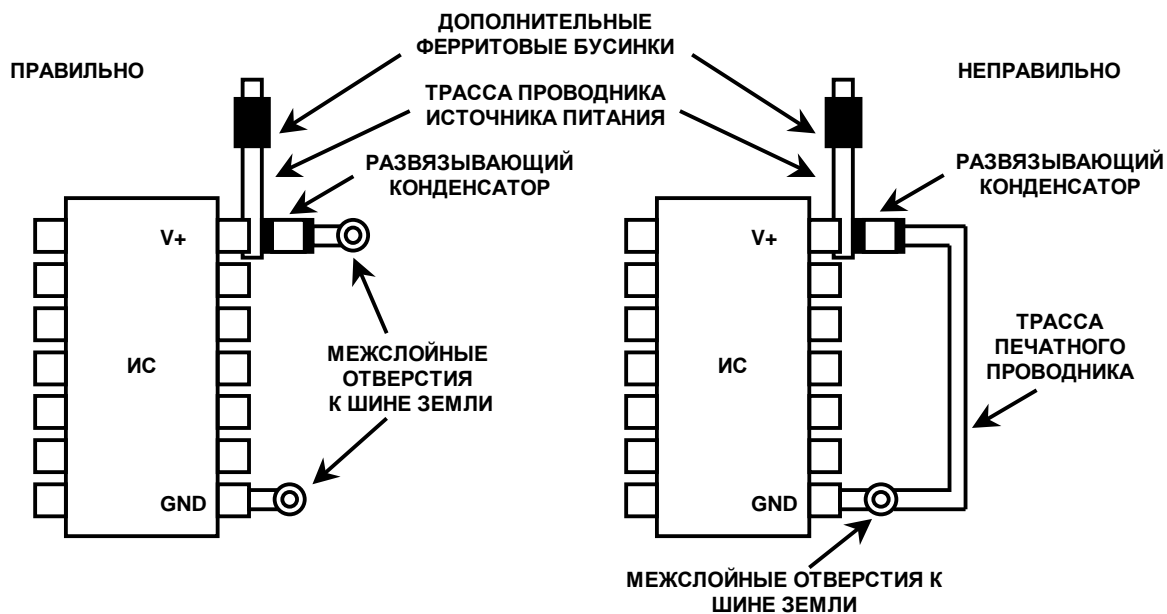 ДОПОЛНИТЕЛЬНЫЕ
ФЕРРИТОВЫЕ БУСИНКИ
ПРАВИЛЬНО
НЕПРАВИЛЬНО
ТРАССА ПРОВОДНИКА
ИСТОЧНИКА ПИТАНИЯ
РАЗВЯЗЫВАЮЩИЙ
КОНДЕНСАТОР
РАЗВЯЗЫВАЮЩИЙ
КОНДЕНСАТОР
V+
V+
ИС
МЕЖСЛОЙНЫЕ
ОТВЕРСТИЯ
К ШИНЕ ЗЕМЛИ
ИС
ТРАССА
ПЕЧАТНОГО
ПРОВОДНИКА
GND
GND
МЕЖСЛОЙНЫЕ ОТВЕРСТИЯ К
ШИНЕ ЗЕМЛИ